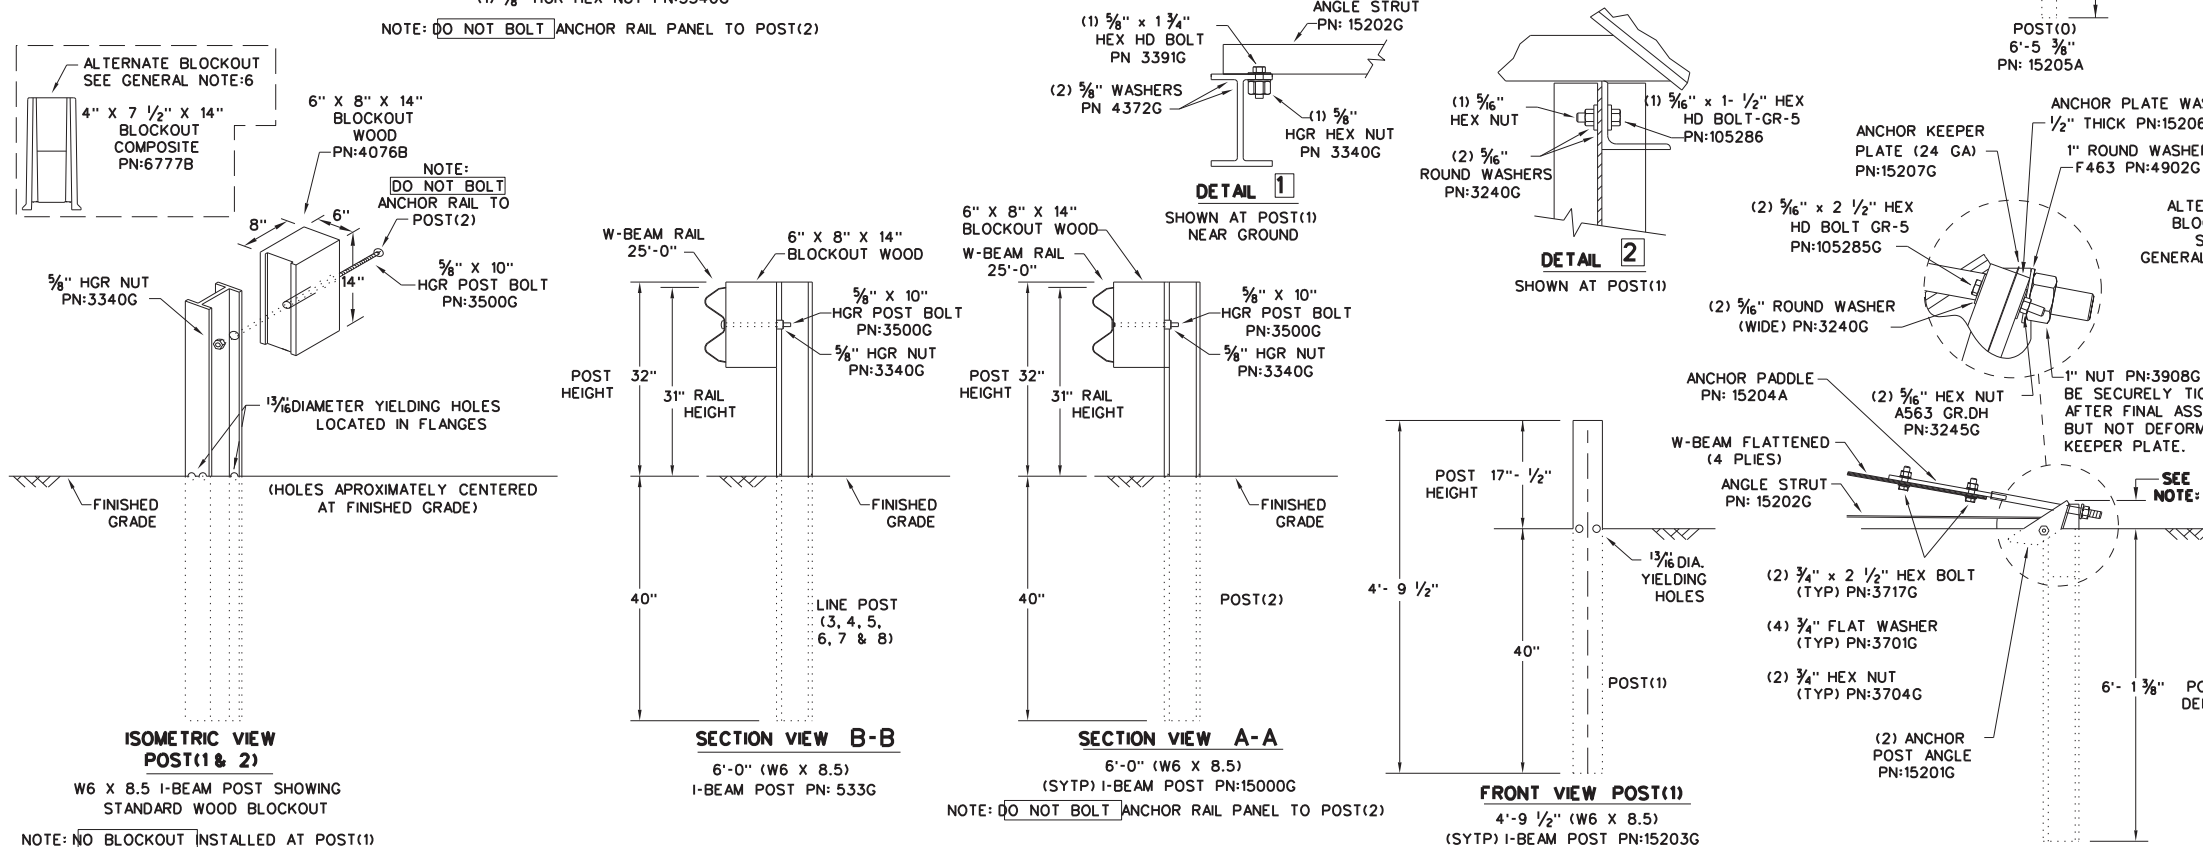 NOTE: DO NOT BOLT ANCHOR RAIL PANEL TO POST(2)
ALTERNATE BLOCKOUT
SEE GENERAL NOTE:6
4" X 7 1/2" X 14"
BLOCKOUT
COMPOSITE
PN:6777B
6" X 8" X 14"
BLOCKOUT
WOOD
PN:4076B
NOTE:
DO NOT BOLT
ANCHOR RAIL TO
POST(2)
8"
6"
14"
5/8" X 10"
HGR POST BOLT
PN:3500G
5/8" HGR NUT
PN:3340G
13/16" DIAMETER YIELDING HOLES
LOCATED IN FLANGES
FINISHED
GRADE
(HOLES APROXIMATELY CENTERED
AT FINISHED GRADE)
ISOMETRIC VIEW
POST(1 & 2)
W6 X 8.5 I-BEAM POST SHOWING
STANDARD WOOD BLOCKOUT
NOTE: NO BLOCKOUT INSTALLED AT POST(1)
W-BEAM RAIL
25'-0"
6" X 8" X 14"
BLOCKOUT WOOD
5/8" X 10"
HGR POST BOLT
PN:3500G
5/8" HGR NUT
PN:3340G
POST
HEIGHT
32"
31" RAIL
HEIGHT
FINISHED
GRADE
40"
LINE POST
(3, 4, 5,
6, 7 & 8)
SECTION VIEW B-B
6'-0" (W6 X 8.5)
I-BEAM POST PN: 533G
6" X 8" X 14"
BLOCKOUT WOOD
W-BEAM RAIL
25'-0"
5/8" X 10"
HGR POST BOLT
PN:3500G
5/8" HGR NUT
PN:3340G
POST
HEIGHT
32"
31" RAIL
HEIGHT
FINISHED
GRADE
40"
POST(2)
SECTION VIEW A-A
6'-0" (W6 X 8.5)
(SYTP) I-BEAM POST PN:15000G
NOTE: DO NOT BOLT ANCHOR RAIL PANEL TO POST(2)
(1) 5/8" x 1 3/4"
HEX HD BOLT
PN 3391G
ANGLE STRUT
PN: 15202G
(2) 5/8" WASHERS
PN 4372G
(1) 5/8"
HGR HEX NUT
PN 3340G
DETAIL 1
SHOWN AT POST(1)
NEAR GROUND
(1) 5/16"
HEX NUT
(1) 5/16" x 1- 1/2" HEX
HD BOLT-GR-5
PN:105286
(2) 5/16"
ROUND WASHERS
PN:3240G
DETAIL 2
SHOWN AT POST(1)
POST
HEIGHT
17"- 1/2"
4'- 9 1/2"
13/16" DIA.
YIELDING
HOLES
40"
POST(1)
FRONT VIEW POST(1)
4'-9 1/2" (W6 X 8.5)
(SYTP) I-BEAM POST PN:15203G
POST(0)
6'-5 3/8"
PN: 15205A
ANCHOR PLATE WA
1/2" THICK PN:15206
ANCHOR KEEPER
PLATE (24 GA)
PN:15207G
1" ROUND WASHER
F463 PN:4902G
(2) 5/16" x 2 1/2" HEX
HD BOLT GR-5
PN:105285G
ALTE
BLOC
S
GENERAL
(2) 5/16" ROUND WASHER
(WIDE) PN:3240G
ANCHOR PADDLE
PN: 15204A
(2) 5/16" HEX NUT
A563 GR.DH
PN:3245G
1" NUT PN:3908G
BE SECURELY TIG
AFTER FINAL ASS
BUT NOT DEFORM
KEEPER PLATE.
W-BEAM FLATTENED
(4 PLIES)
ANGLE STRUT
PN: 15202G
SEE
NOTE:
(2) 3/4" x 2 1/2" HEX BOLT
(TYP) PN:3717G
(4) 3/4" FLAT WASHER
(TYP) PN:3701G
(2) 3/4" HEX NUT
(TYP) PN:3704G
(2) ANCHOR
POST ANGLE
PN:15201G
6'- 1 3/8"
PO
DE